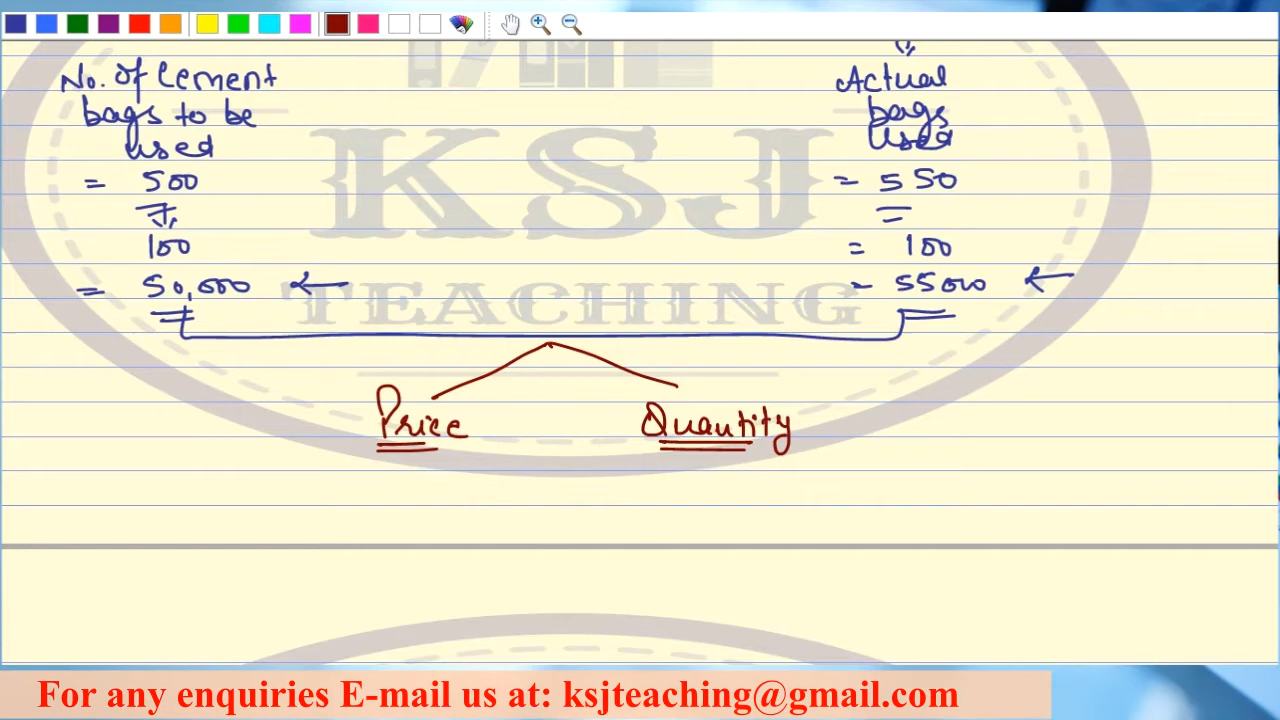 No. Of Cement
bags to be
used
= 500
100
= 50,000
Actual
bags
used
= 550
= 100
= 55000
Price
Quantity
KSJ
TEACHING
For any enquiries E-mail us at: ksjteaching@gmail.com